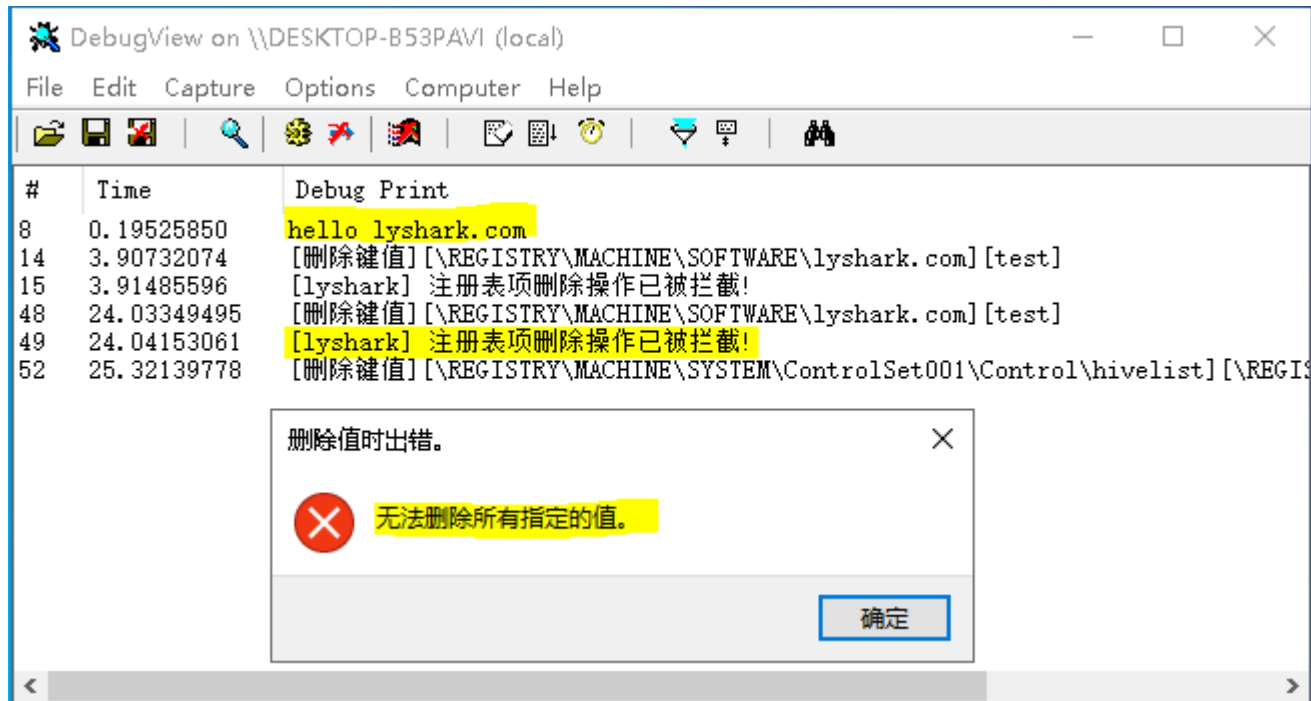 DebugView on \\DESKTOP-B53PAVI (local)
File Edit Capture Options Computer Help
# Time Debug Print
8 0.19525850 hello lyshark.com
14 3.90732074 [删除键值][\REGISTRY\MACHINE\SOFTWARE\lyshark.com][test]
15 3.91485596 [lyshark] 注册表项删除操作已被拦截!
48 24.03349495 [删除键值][\REGISTRY\MACHINE\SOFTWARE\lyshark.com][test]
49 24.04153061 [lyshark] 注册表项删除操作已被拦截!
52 25.32139778 [删除键值][\REGISTRY\MACHINE\SYSTEM\ControlSet001\Control\hivelist][\REGIS
删除值时出错。
无法删除所有指定的值。
确定